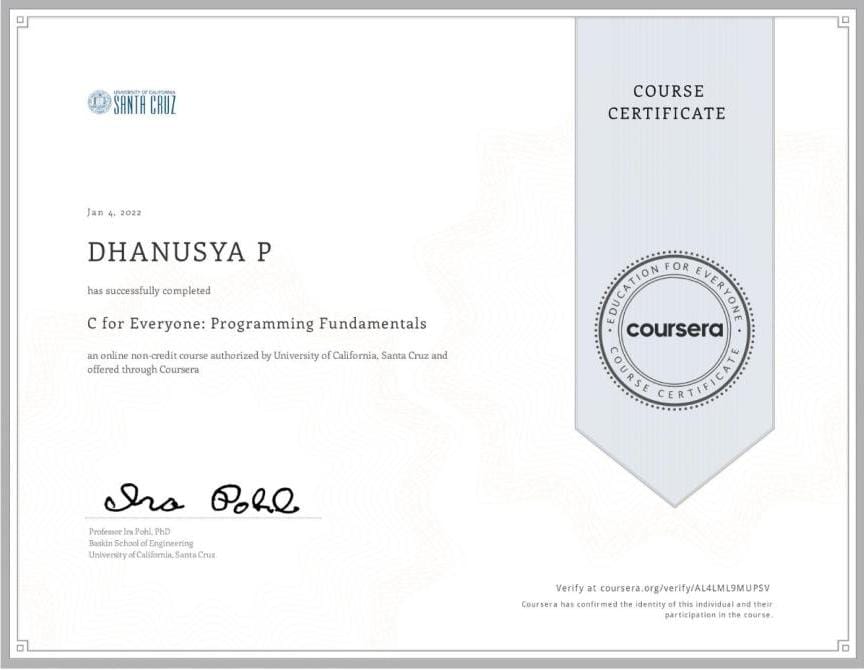 UNIVERSITY OF CALIFORNIA
SANTA CRUZ
COURSE
CERTIFICATE
Jan 4, 2022
DHANUSYA P
has successfully completed
C for Everyone: Programming Fundamentals
an online non-credit course authorized by University of California, Santa Cruz and
offered through Coursera
EDUCATION FOR EVERYONE
coursera
COURSE CERTIFICATE
Ira Pohl
Professor Ira Pohl, PhD
Baskin School of Engineering
University of California, Santa Cruz
Verify at coursera.org/verify/AL4LML9MUPSV
Coursera has confirmed the identity of this individual and their
participation in the course.